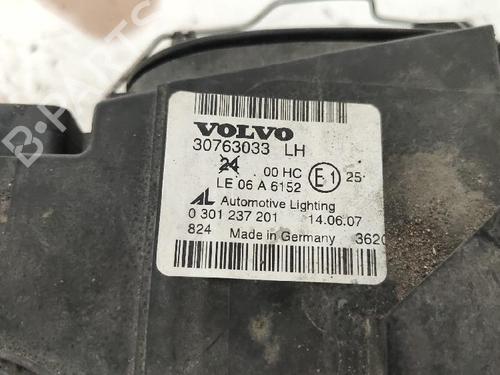 VOLVO
30763033 LH
24 .00 HC E1 25
LE 06 A 6152
AL Automotive Lighting
0 301 237 201 14.06.07
824 Made in Germany 3620
B-PARTS